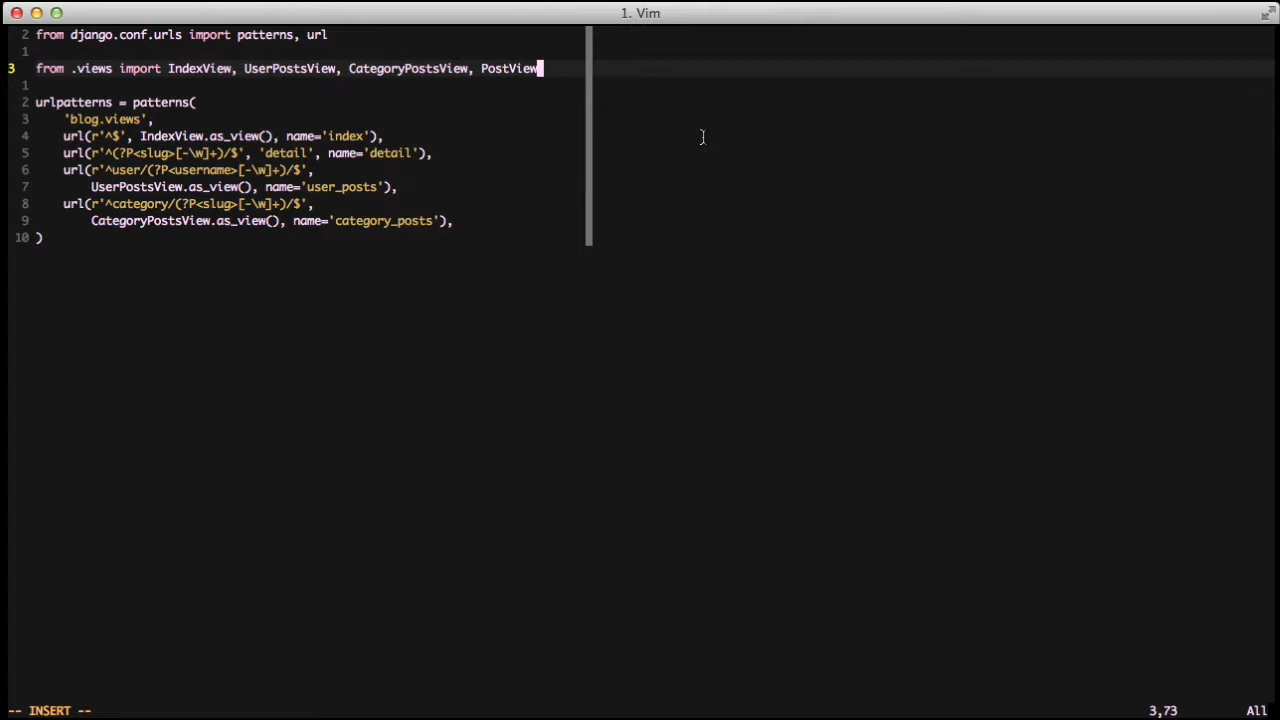 1. Vim
2 from django.conf.urls import patterns, url
1
3 from .views import IndexView, UserPostsView, CategoryPostsView, PostView
1
2 urlpatterns = patterns(
3     'blog.views',
4     url(r'^$', IndexView.as_view(), name='index'),
5     url(r'^(?P<slug>[-\w]+)/$', 'detail', name='detail'),
6     url(r'^user/(?P<username>[-\w]+)/$',
7         UserPostsView.as_view(), name='user_posts'),
8     url(r'^category/(?P<slug>[-\w]+)/$',
9         CategoryPostsView.as_view(), name='category_posts'),
10 )
-- INSERT -- 3,73 All